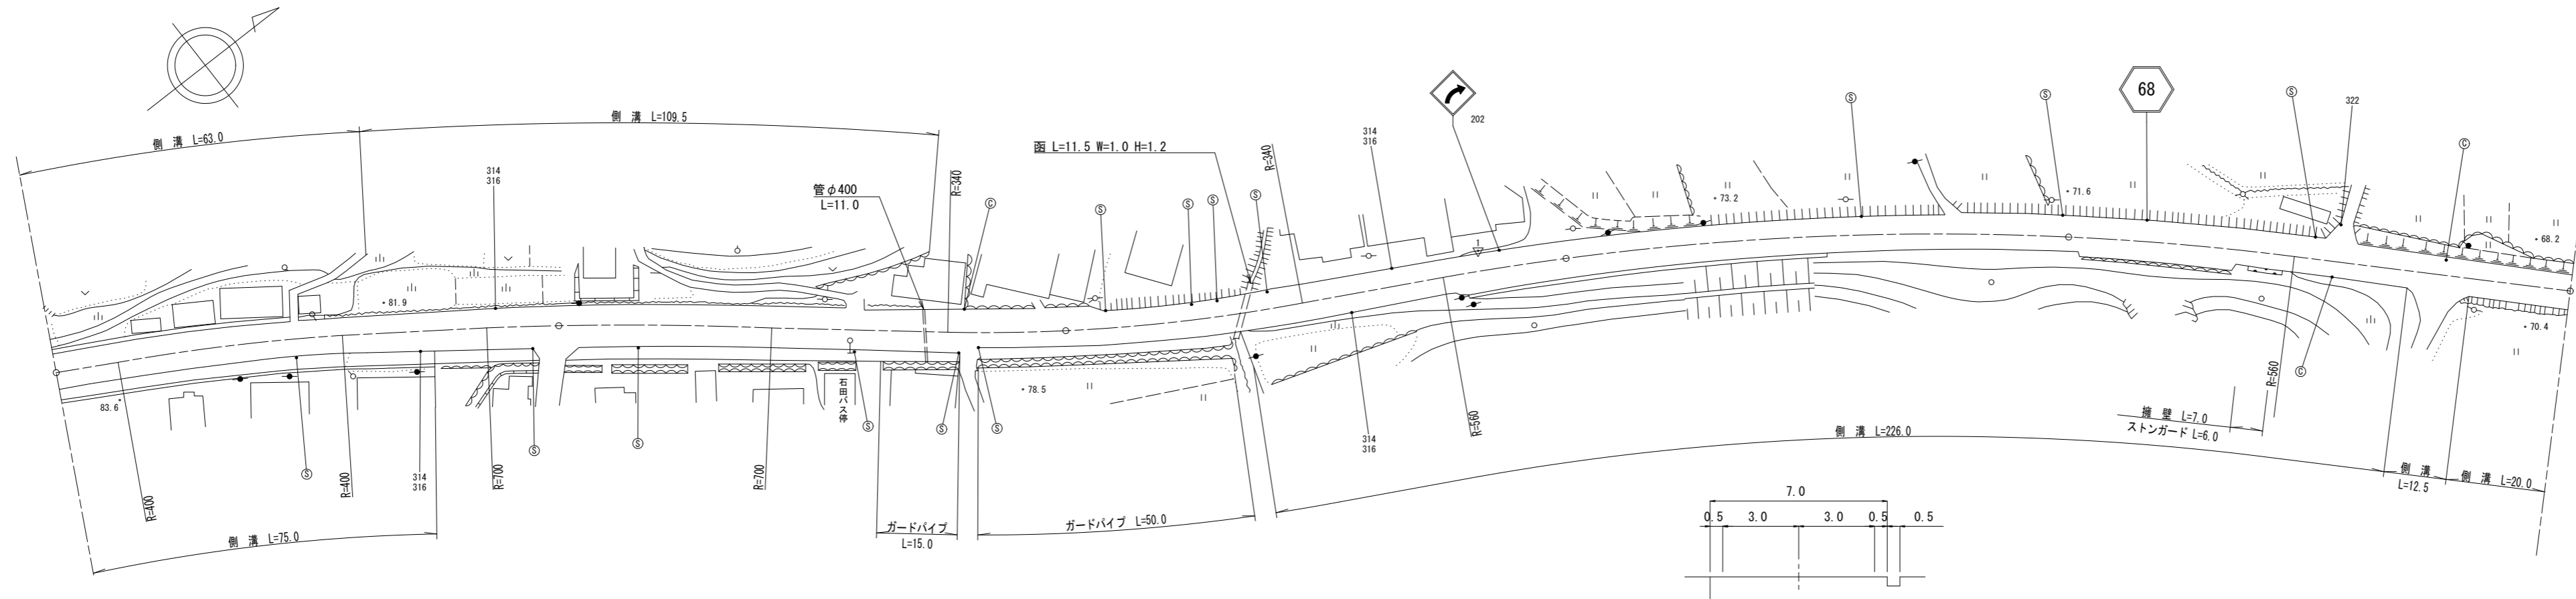 側 溝 L=63.0
側 溝 L=109.5
314
316
管φ400
L=11.0
R=340
Ⓒ
Ⓢ
Ⓢ
Ⓢ
函 L=11.5 W=1.0 H=1.2
Ⓢ
R=340
314
316
202
1
Ⓢ
73.2
Ⓢ
71.6
68
Ⓢ
322
Ⓒ
68.2
81.9
83.6
石田バス停
78.5
70.4
R=400
Ⓢ
R=400
314
316
R=700
Ⓢ
Ⓢ
R=700
Ⓢ
Ⓢ
Ⓢ
314
316
R=560
R=560
Ⓒ
側 溝 L=75.0
ガードパイプ
L=15.0
ガードパイプ L=50.0
側 溝 L=226.0
擁 壁 L=7.0
ストンガード L=6.0
側 溝
L=12.5
側 溝 L=20.0
7.0
0.5 3.0 3.0 0.5 0.5